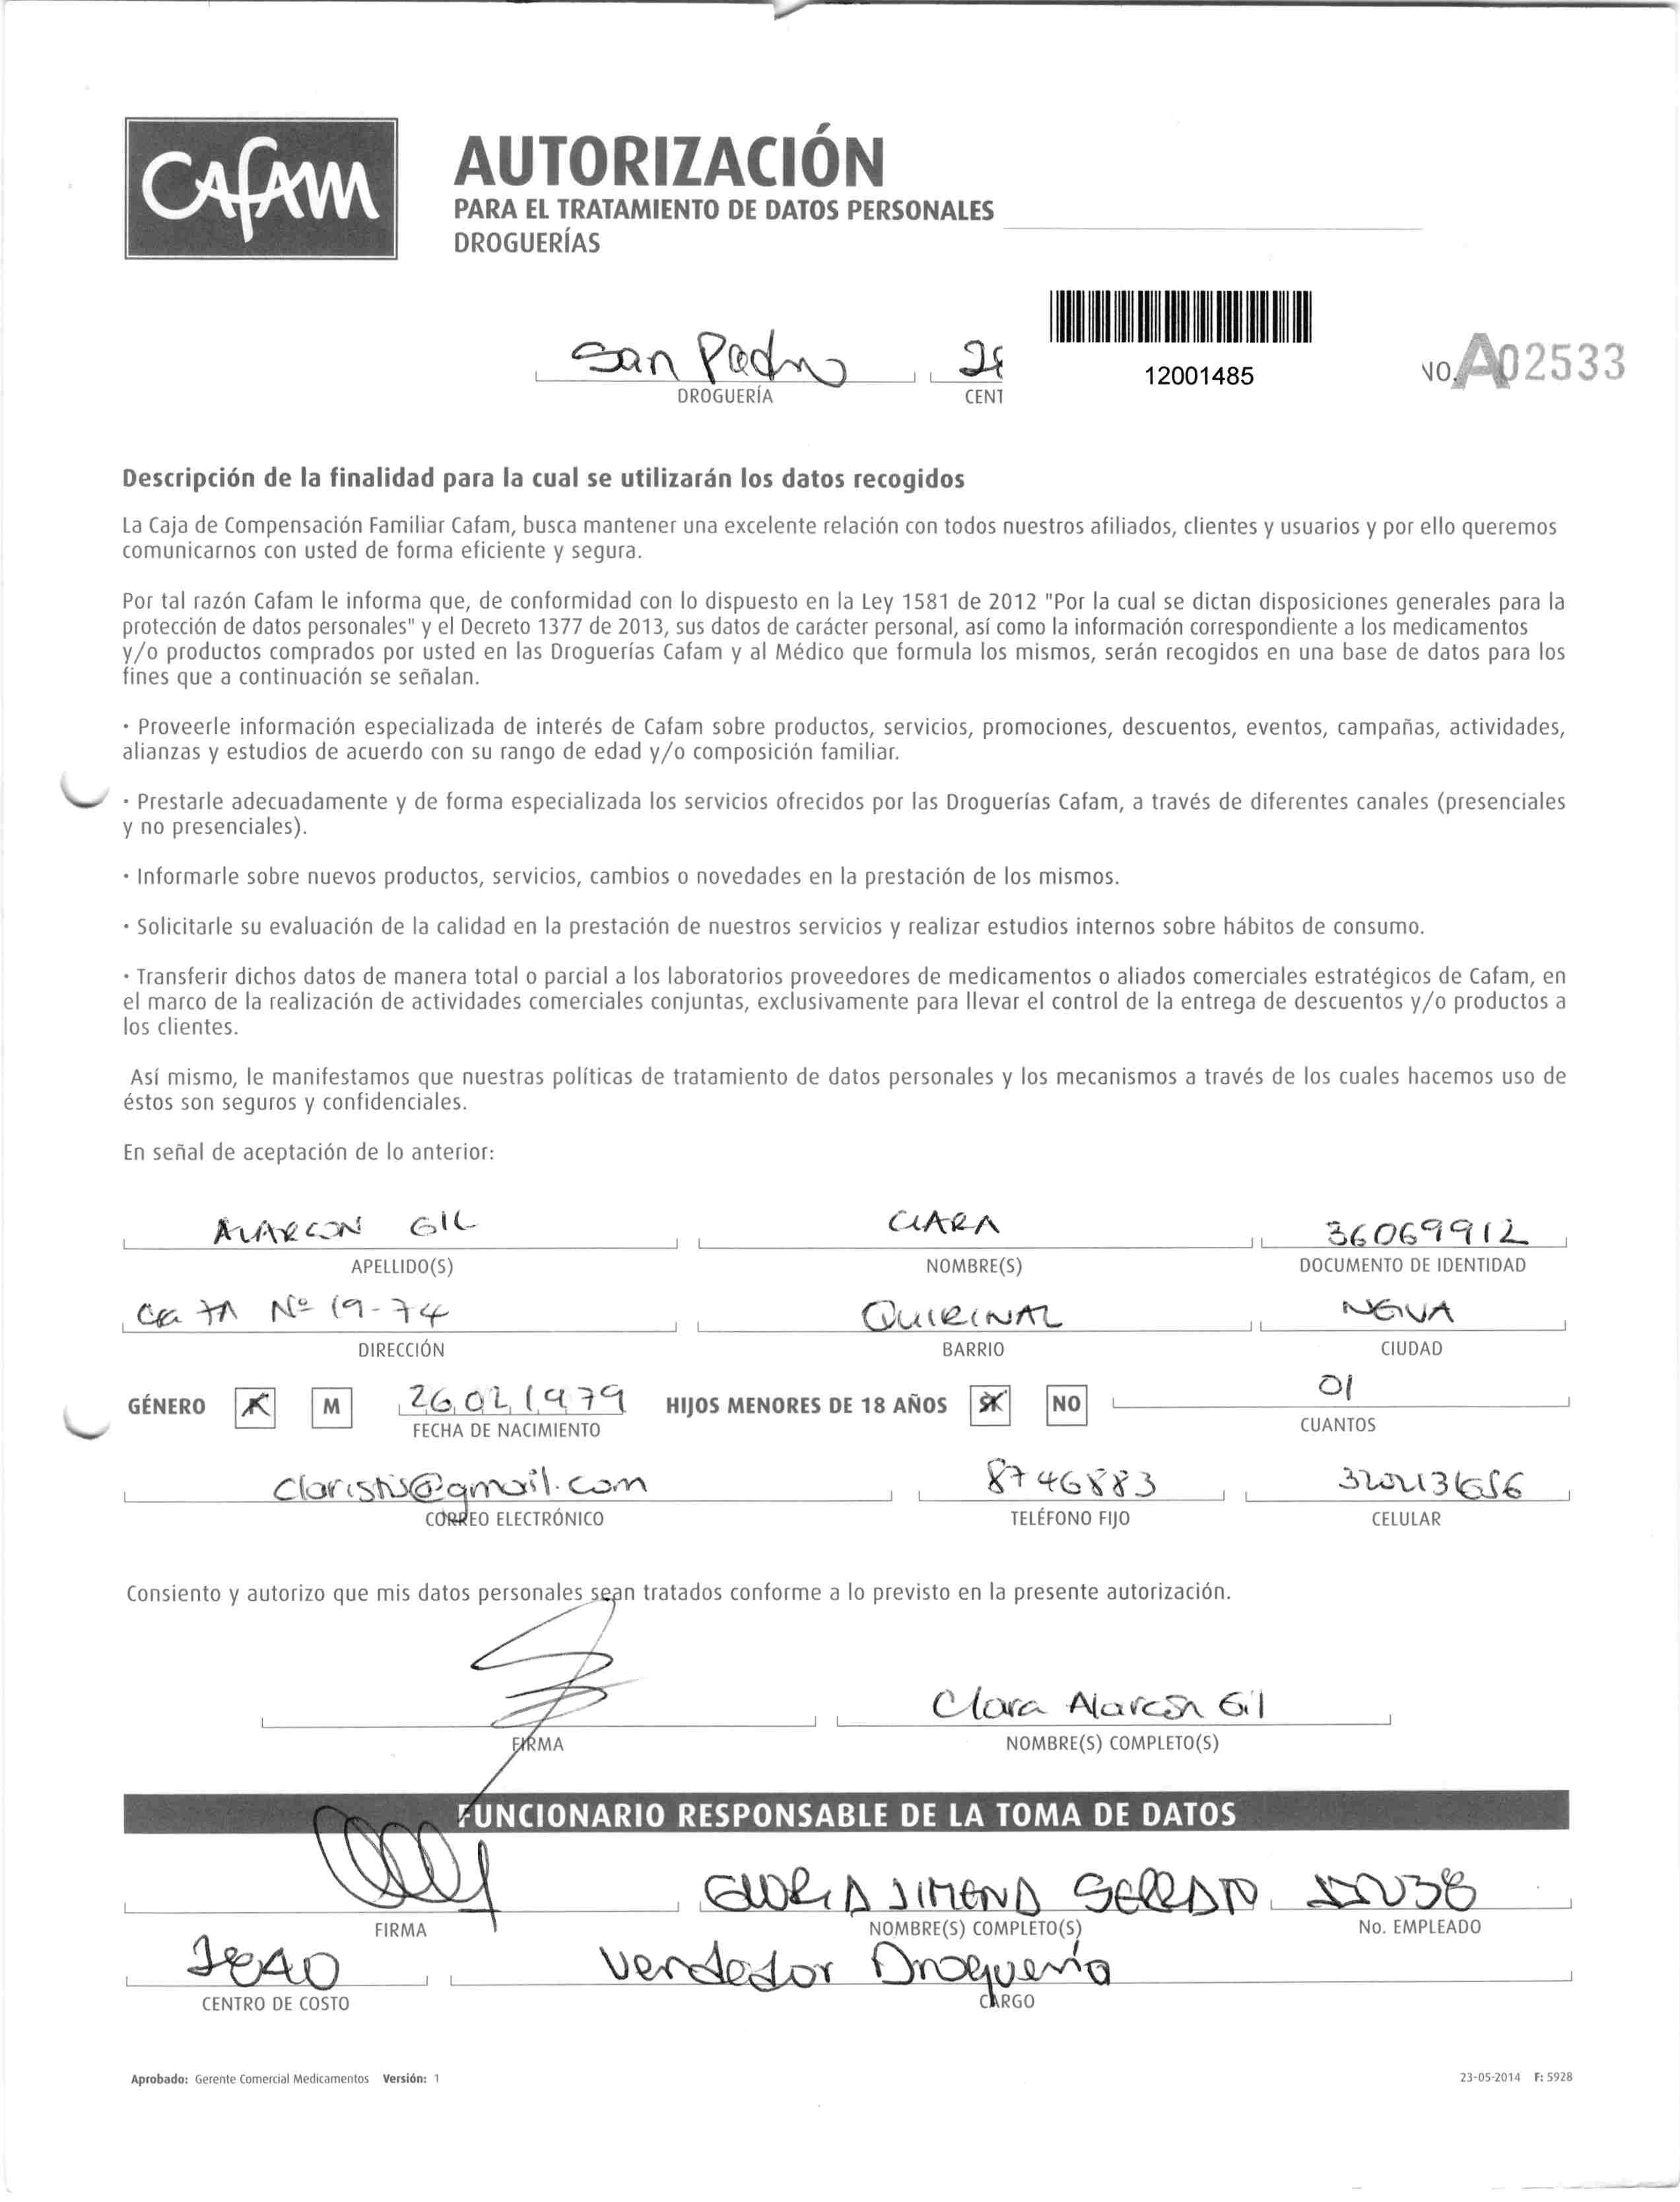 CAfAM
AUTORIZACIÓN
PARA EL TRATAMIENTO DE DATOS PERSONALES
DROGUERÍAS
San Pedro
DROGUERÍA CENT
12001485
NO. A02533
Descripción de la finalidad para la cual se utilizarán los datos recogidos
La Caja de Compensación Familiar Cafam, busca mantener una excelente relación con todos nuestros afiliados, clientes y usuarios y por ello queremos
comunicarnos con usted de forma eficiente y segura.
Por tal razón Cafam le informa que, de conformidad con lo dispuesto en la Ley 1581 de 2012 "Por la cual se dictan disposiciones generales para la
protección de datos personales" y el Decreto 1377 de 2013, sus datos de carácter personal, así como la información correspondiente a los medicamentos
y/o productos comprados por usted en las Droguerías Cafam y al Médico que formula los mismos, serán recogidos en una base de datos para los
fines que a continuación se señalan.
· Proveerle información especializada de interés de Cafam sobre productos, servicios, promociones, descuentos, eventos, campañas, actividades,
alianzas y estudios de acuerdo con su rango de edad y/o composición familiar.
· Prestarle adecuadamente y de forma especializada los servicios ofrecidos por las Droguerías Cafam, a través de diferentes canales (presenciales
y no presenciales).
· Informarle sobre nuevos productos, servicios, cambios o novedades en la prestación de los mismos.
· Solicitarle su evaluación de la calidad en la prestación de nuestros servicios y realizar estudios internos sobre hábitos de consumo.
· Transferir dichos datos de manera total o parcial a los laboratorios proveedores de medicamentos o aliados comerciales estratégicos de Cafam, en
el marco de la realización de actividades comerciales conjuntas, exclusivamente para llevar el control de la entrega de descuentos y/o productos a
los clientes.
Así mismo, le manifestamos que nuestras políticas de tratamiento de datos personales y los mecanismos a través de los cuales hacemos uso de
éstos son seguros y confidenciales.
En señal de aceptación de lo anterior:
ALARCON GIL CLARA 36069912
APELLIDO(S) NOMBRE(S) DOCUMENTO DE IDENTIDAD
CRA 7A Nº 19-74 QUIRINAL NEIVA
DIRECCIÓN BARRIO CIUDAD
GÉNERO M 26021979 HIJOS MENORES DE 18 AÑOS SI NO 01
FECHA DE NACIMIENTO CUANTOS
claristis@gmail.com 8746883
CORREO ELECTRÓNICO TELÉFONO FIJO CELULAR
Consiento y autorizo que mis datos personales sean tratados conforme a lo previsto en la presente autorización.
Clara Alarcón Gil
FIRMA NOMBRE(S) COMPLETO(S)
FUNCIONARIO RESPONSABLE DE LA TOMA DE DATOS
GLORIA JIMENA
FIRMA NOMBRE(S) COMPLETO(S) No. EMPLEADO
Vendedor Droguería
CENTRO DE COSTO CARGO
Aprobado: Gerente Comercial Medicamentos Versión: 1 23-05-2014 F: 5928